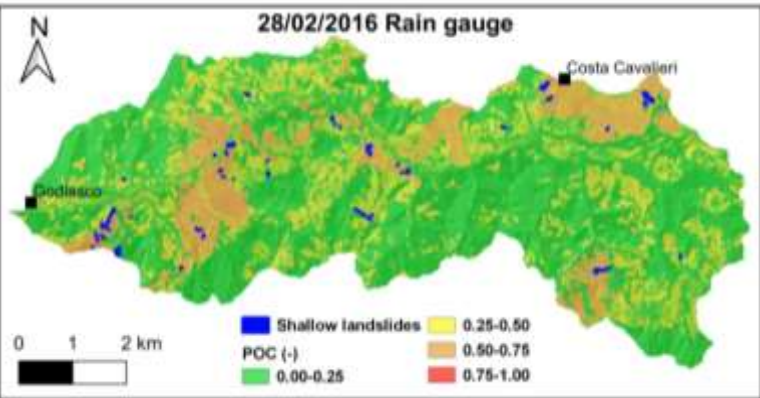 28/02/2016 Rain gauge
N
Costa Cavalieri
Godiasco
Shallow landslides
0.25-0.50
0 1 2 km
POC (-)
0.50-0.75
0.00-0.25
0.75-1.00